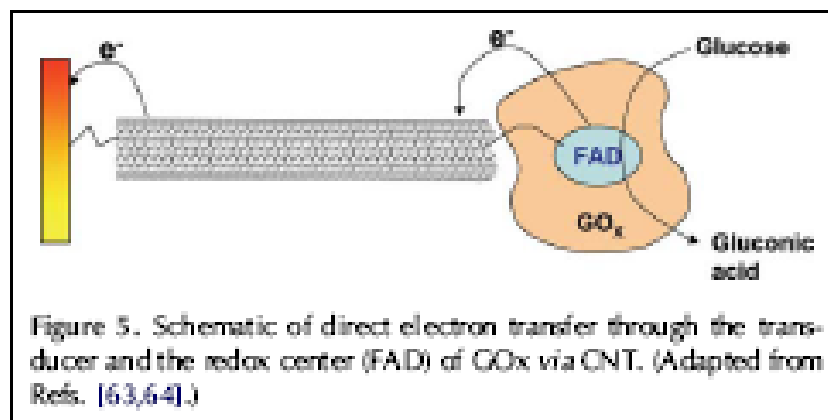 e⁻
e⁻
Glucose
FAD
GOₓ
Gluconic
acid
Figure 5. Schematic of direct electron transfer through the trans-
ducer and the redox center (FAD) of GOx via CNT. (Adapted from
Refs. [63,64].)